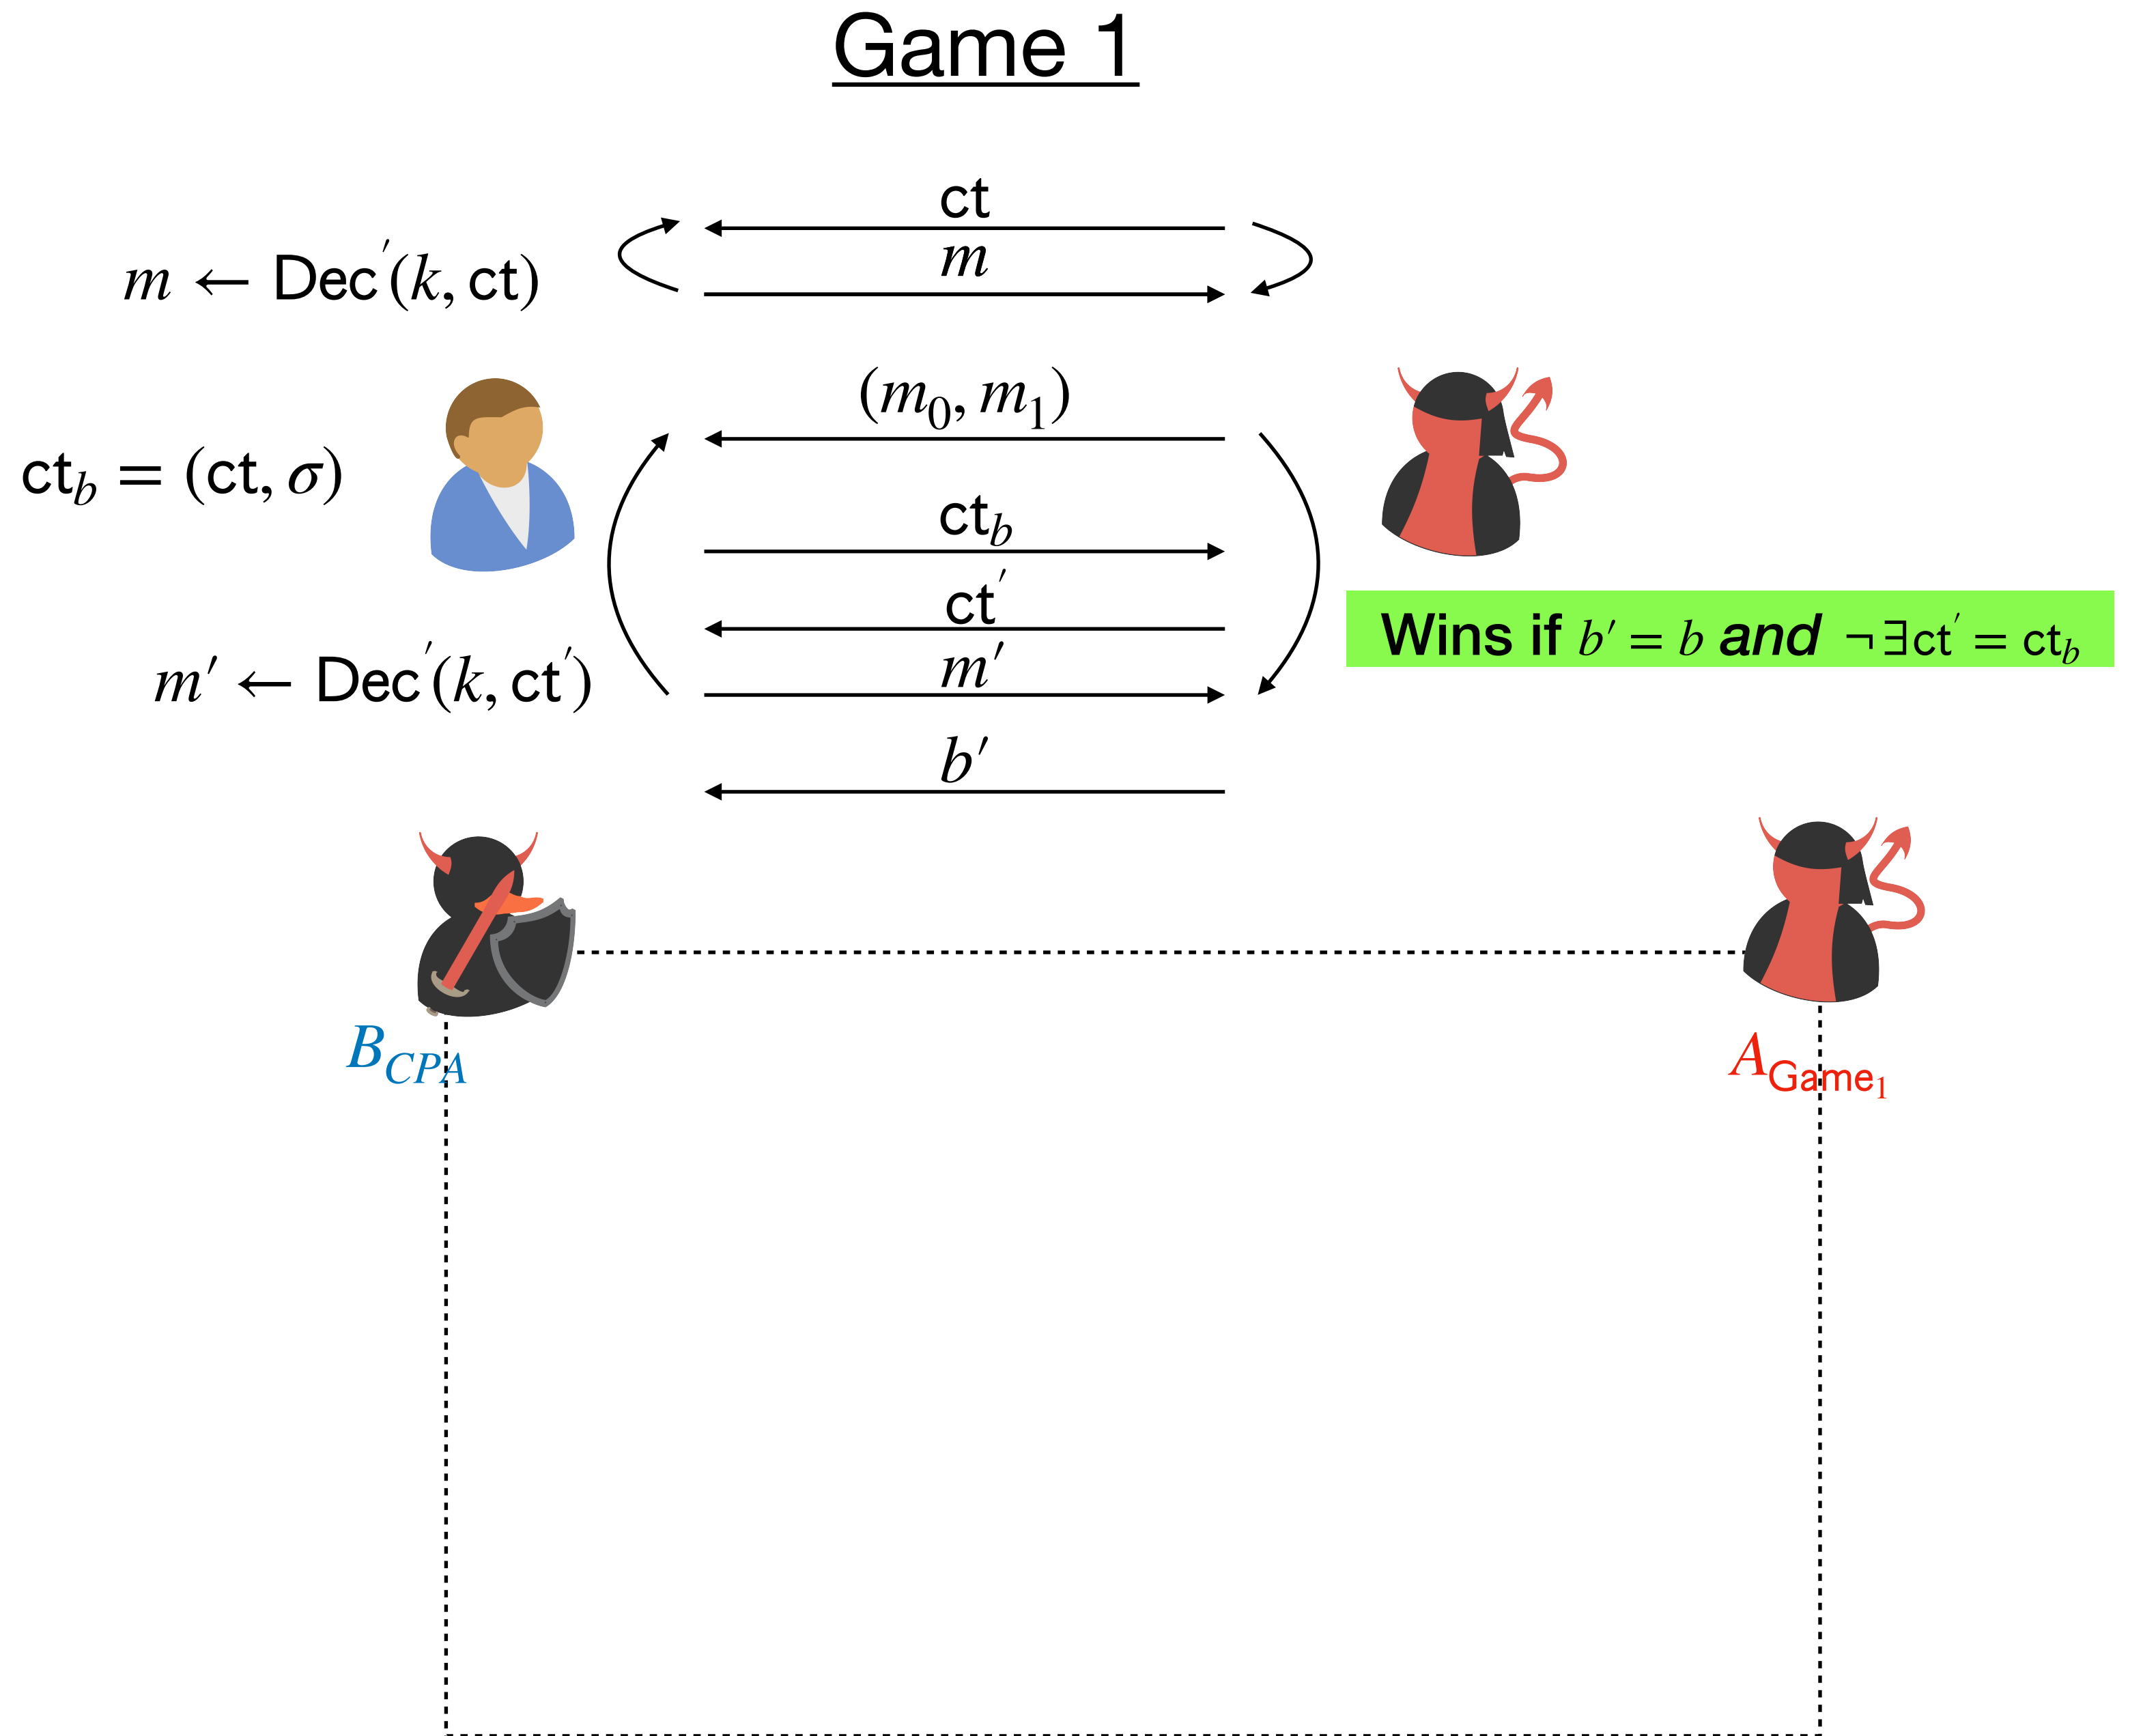 Game 1
ct
m
m ← Dec′(k, ct)
(m₀, m₁)
ct_b = (ct, σ)
ct_b
ct′
Wins if b′ = b and ¬∃ct′ = ct_b
m′
m′ ← Dec′(k, ct′)
b′
B_CPA
A_Game₁